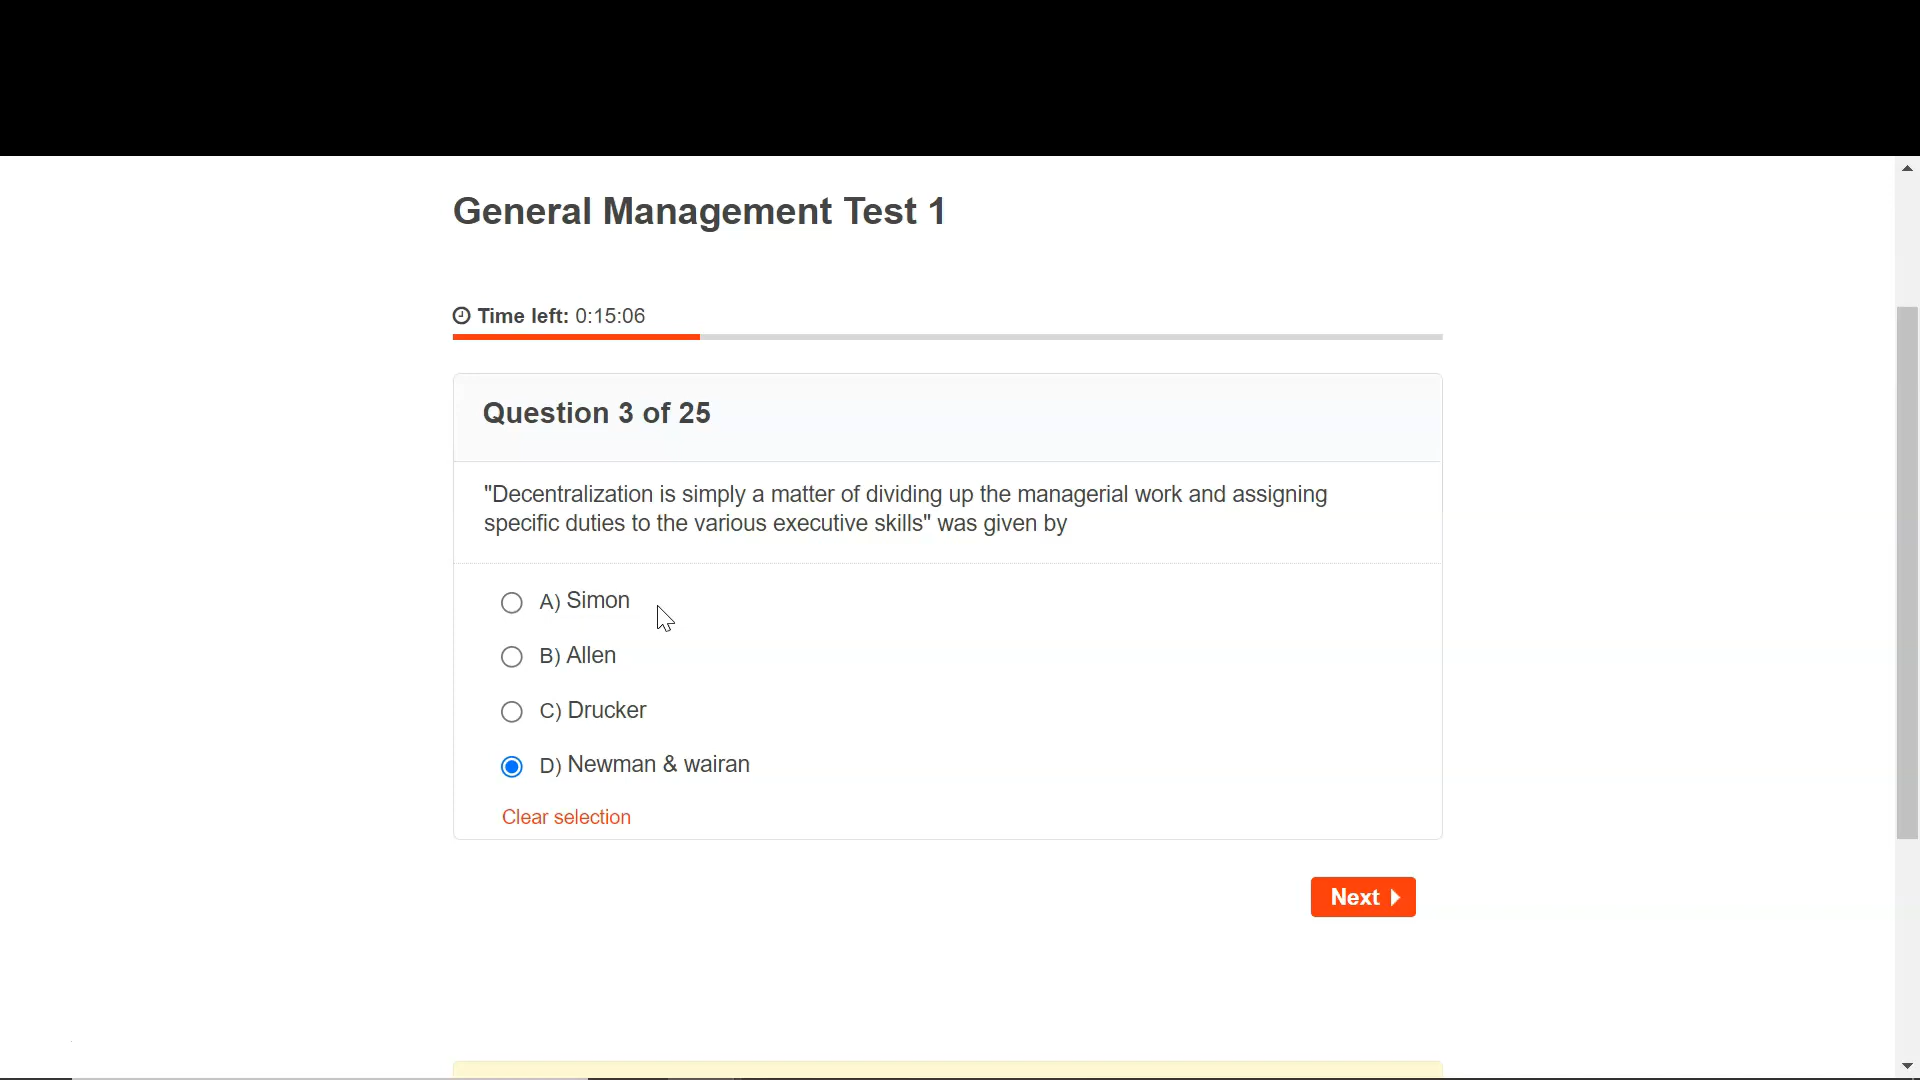 General Management Test 1
Time left: 0:15:06
Question 3 of 25
"Decentralization is simply a matter of dividing up the managerial work and assigning
specific duties to the various executive skills" was given by
A) Simon
B) Allen
C) Drucker
D) Newman & wairan
Clear selection
Next